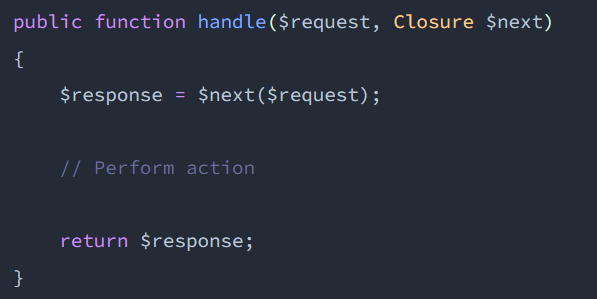 public function handle($request, Closure $next)
{
    $response = $next($request);
    // Perform action
    return $response;
}